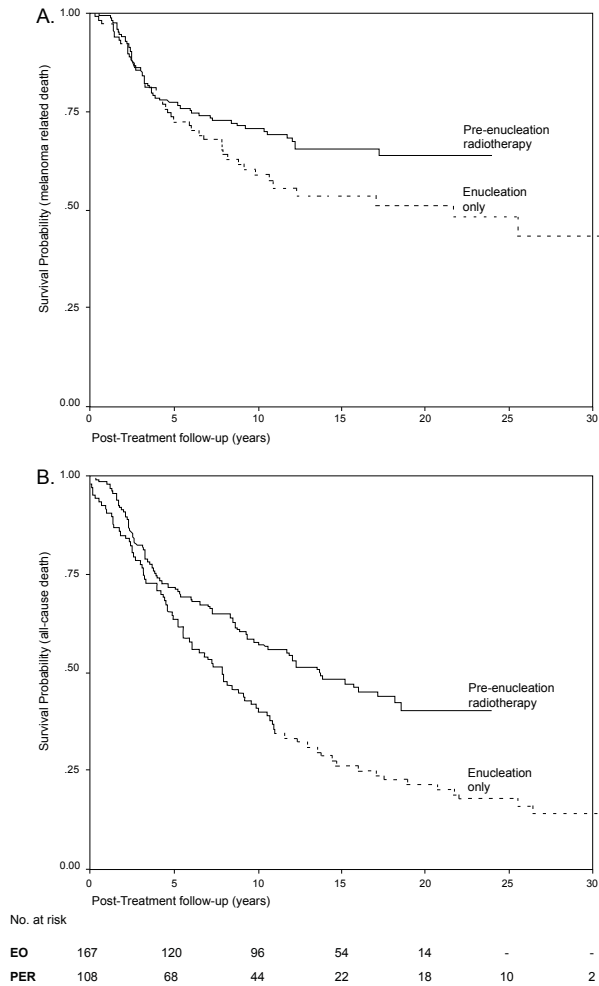 A.
1.00
.75
.50
.25
0.00
Survival Probability (melanoma related death)
Pre-enucleation
radiotherapy
Enucleation
only
0 5 10 15 20 25 30
Post-Treatment follow-up (years)
B.
1.00
.75
.50
.25
0.00
Survival Probability (all-cause death)
Pre-enucleation
radiotherapy
Enucleation
only
0 5 10 15 20 25 30
Post-Treatment follow-up (years)
No. at risk
EO 167 120 96 54 14 - -
PER 108 68 44 22 18 10 2